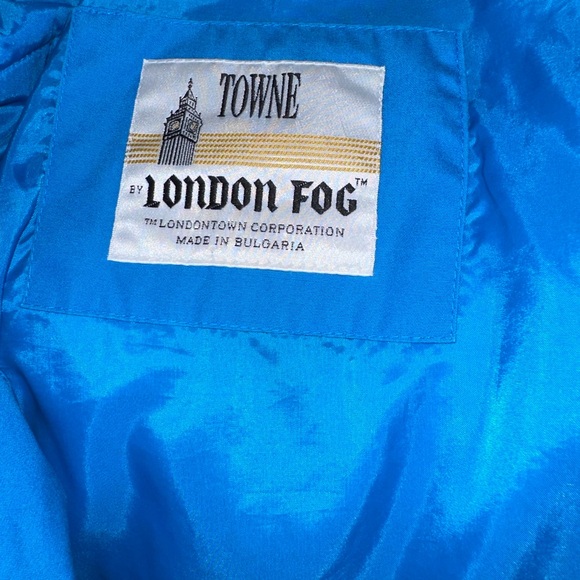 TOWNE
BY LONDON FOG™
™LONDONTOWN CORPORATION
MADE IN BULGARIA